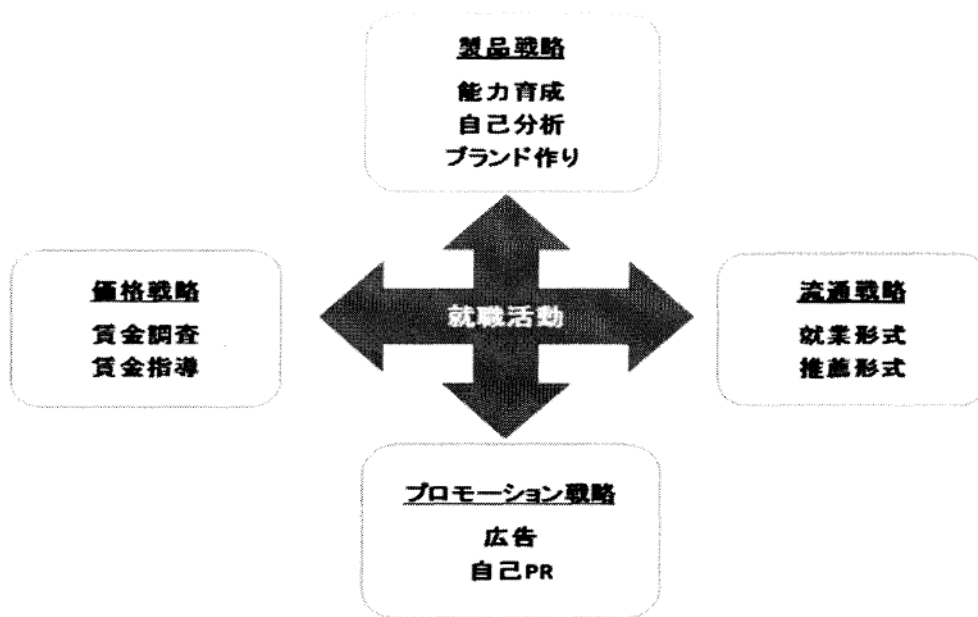 製品戦略
能力育成
自己分析
ブランド作り
価格戦略
賃金調査
賃金指導
就職活動
流通戦略
就業形式
推薦形式
プロモーション戦略
広告
自己PR